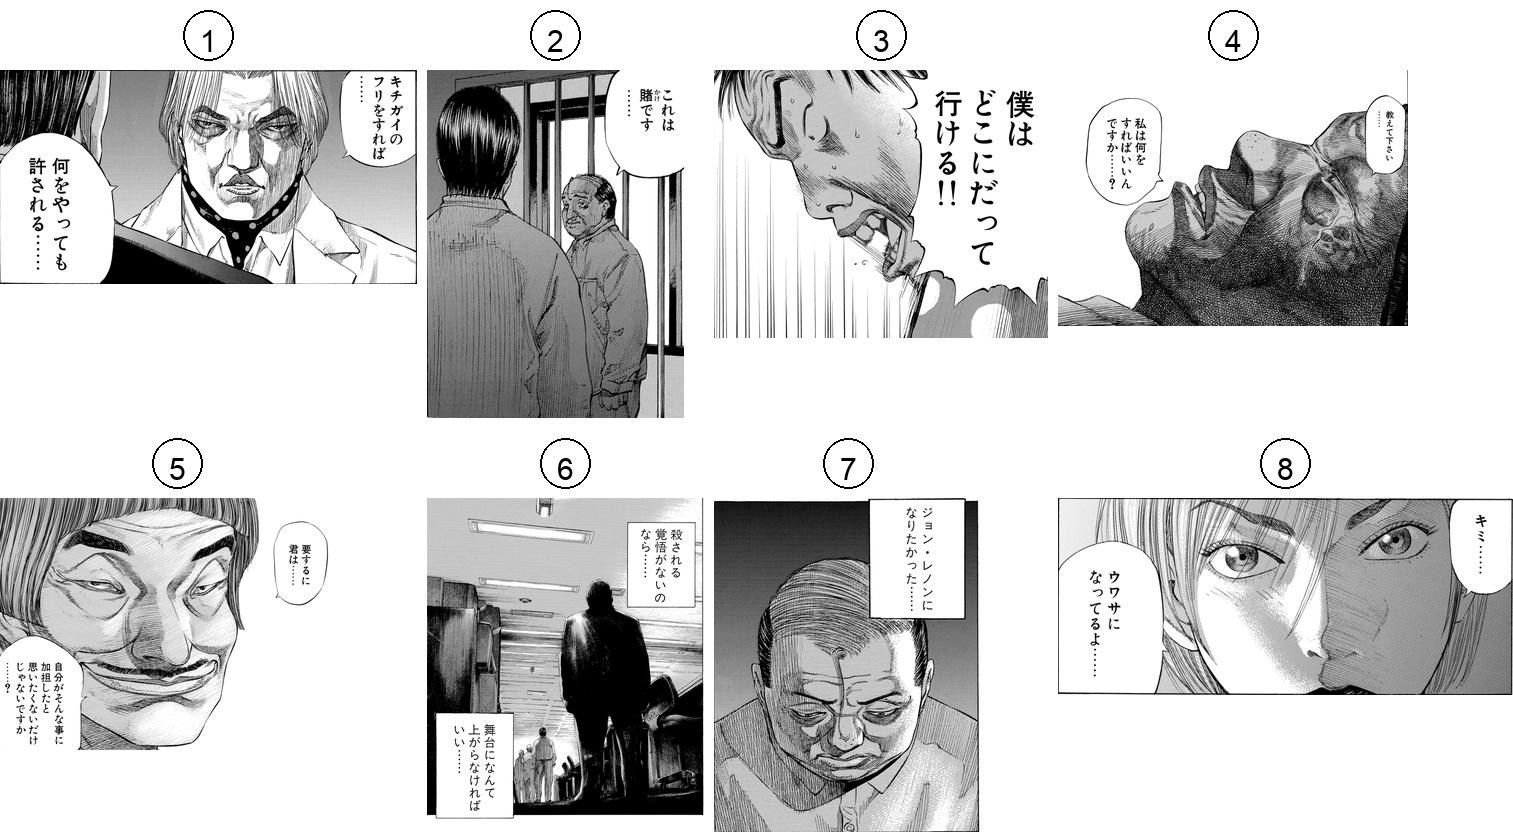 1
キチガイの
フリをすれば
……
何をやっても
許される……
2
これは
賭です
かけ
……
3
僕は
どこにだって
行ける!!
4
教えて下さい
……
私は何を
すればいいん
ですか……?
5
要するに
君は……
自分がそんな事に
加担したと
思いたくないだけ
じゃないですか
……?
6
殺される
覚悟がないの
なら……
舞台になんて
上がらなければ
いい……
7
ジョン・レノンに
なりたかった……
8
キミ……
ウワサに
なってるよ……